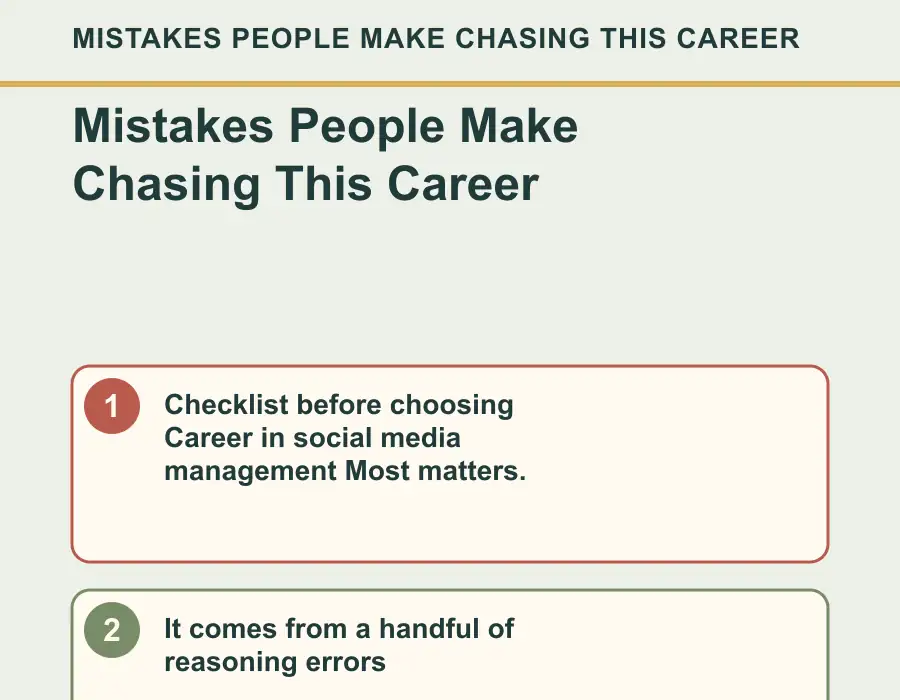 MISTAKES PEOPLE MAKE CHASING THIS CAREER
Mistakes People Make
Chasing This Career
1
Checklist before choosing
Career in social media
management Most matters.
2
It comes from a handful of
reasoning errors